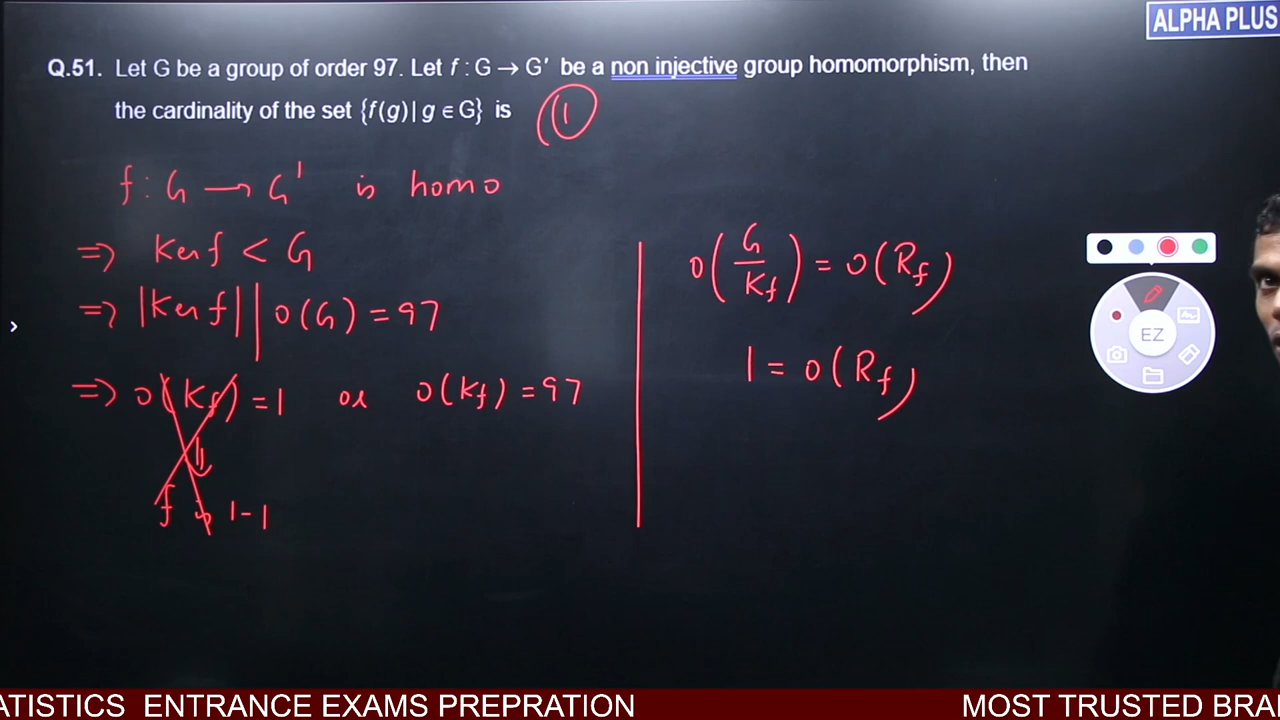 ALPHA PLUS
Q.51. Let G be a group of order 97. Let f : G → G' be a non injective group homomorphism, then
the cardinality of the set {f(g) | g ∈ G} is 1
f : G → G' is homo
⇒ Ker f < G
⇒ |Ker f| | O(G) = 97
⇒ O(Kf) = 1 or O(Kf) = 97
⇓
f is 1-1
O(G/Kf) = O(Rf)
1 = O(Rf)
EZ
ATISTICS ENTRANCE EXAMS PREPRATION MOST TRUSTED BRA